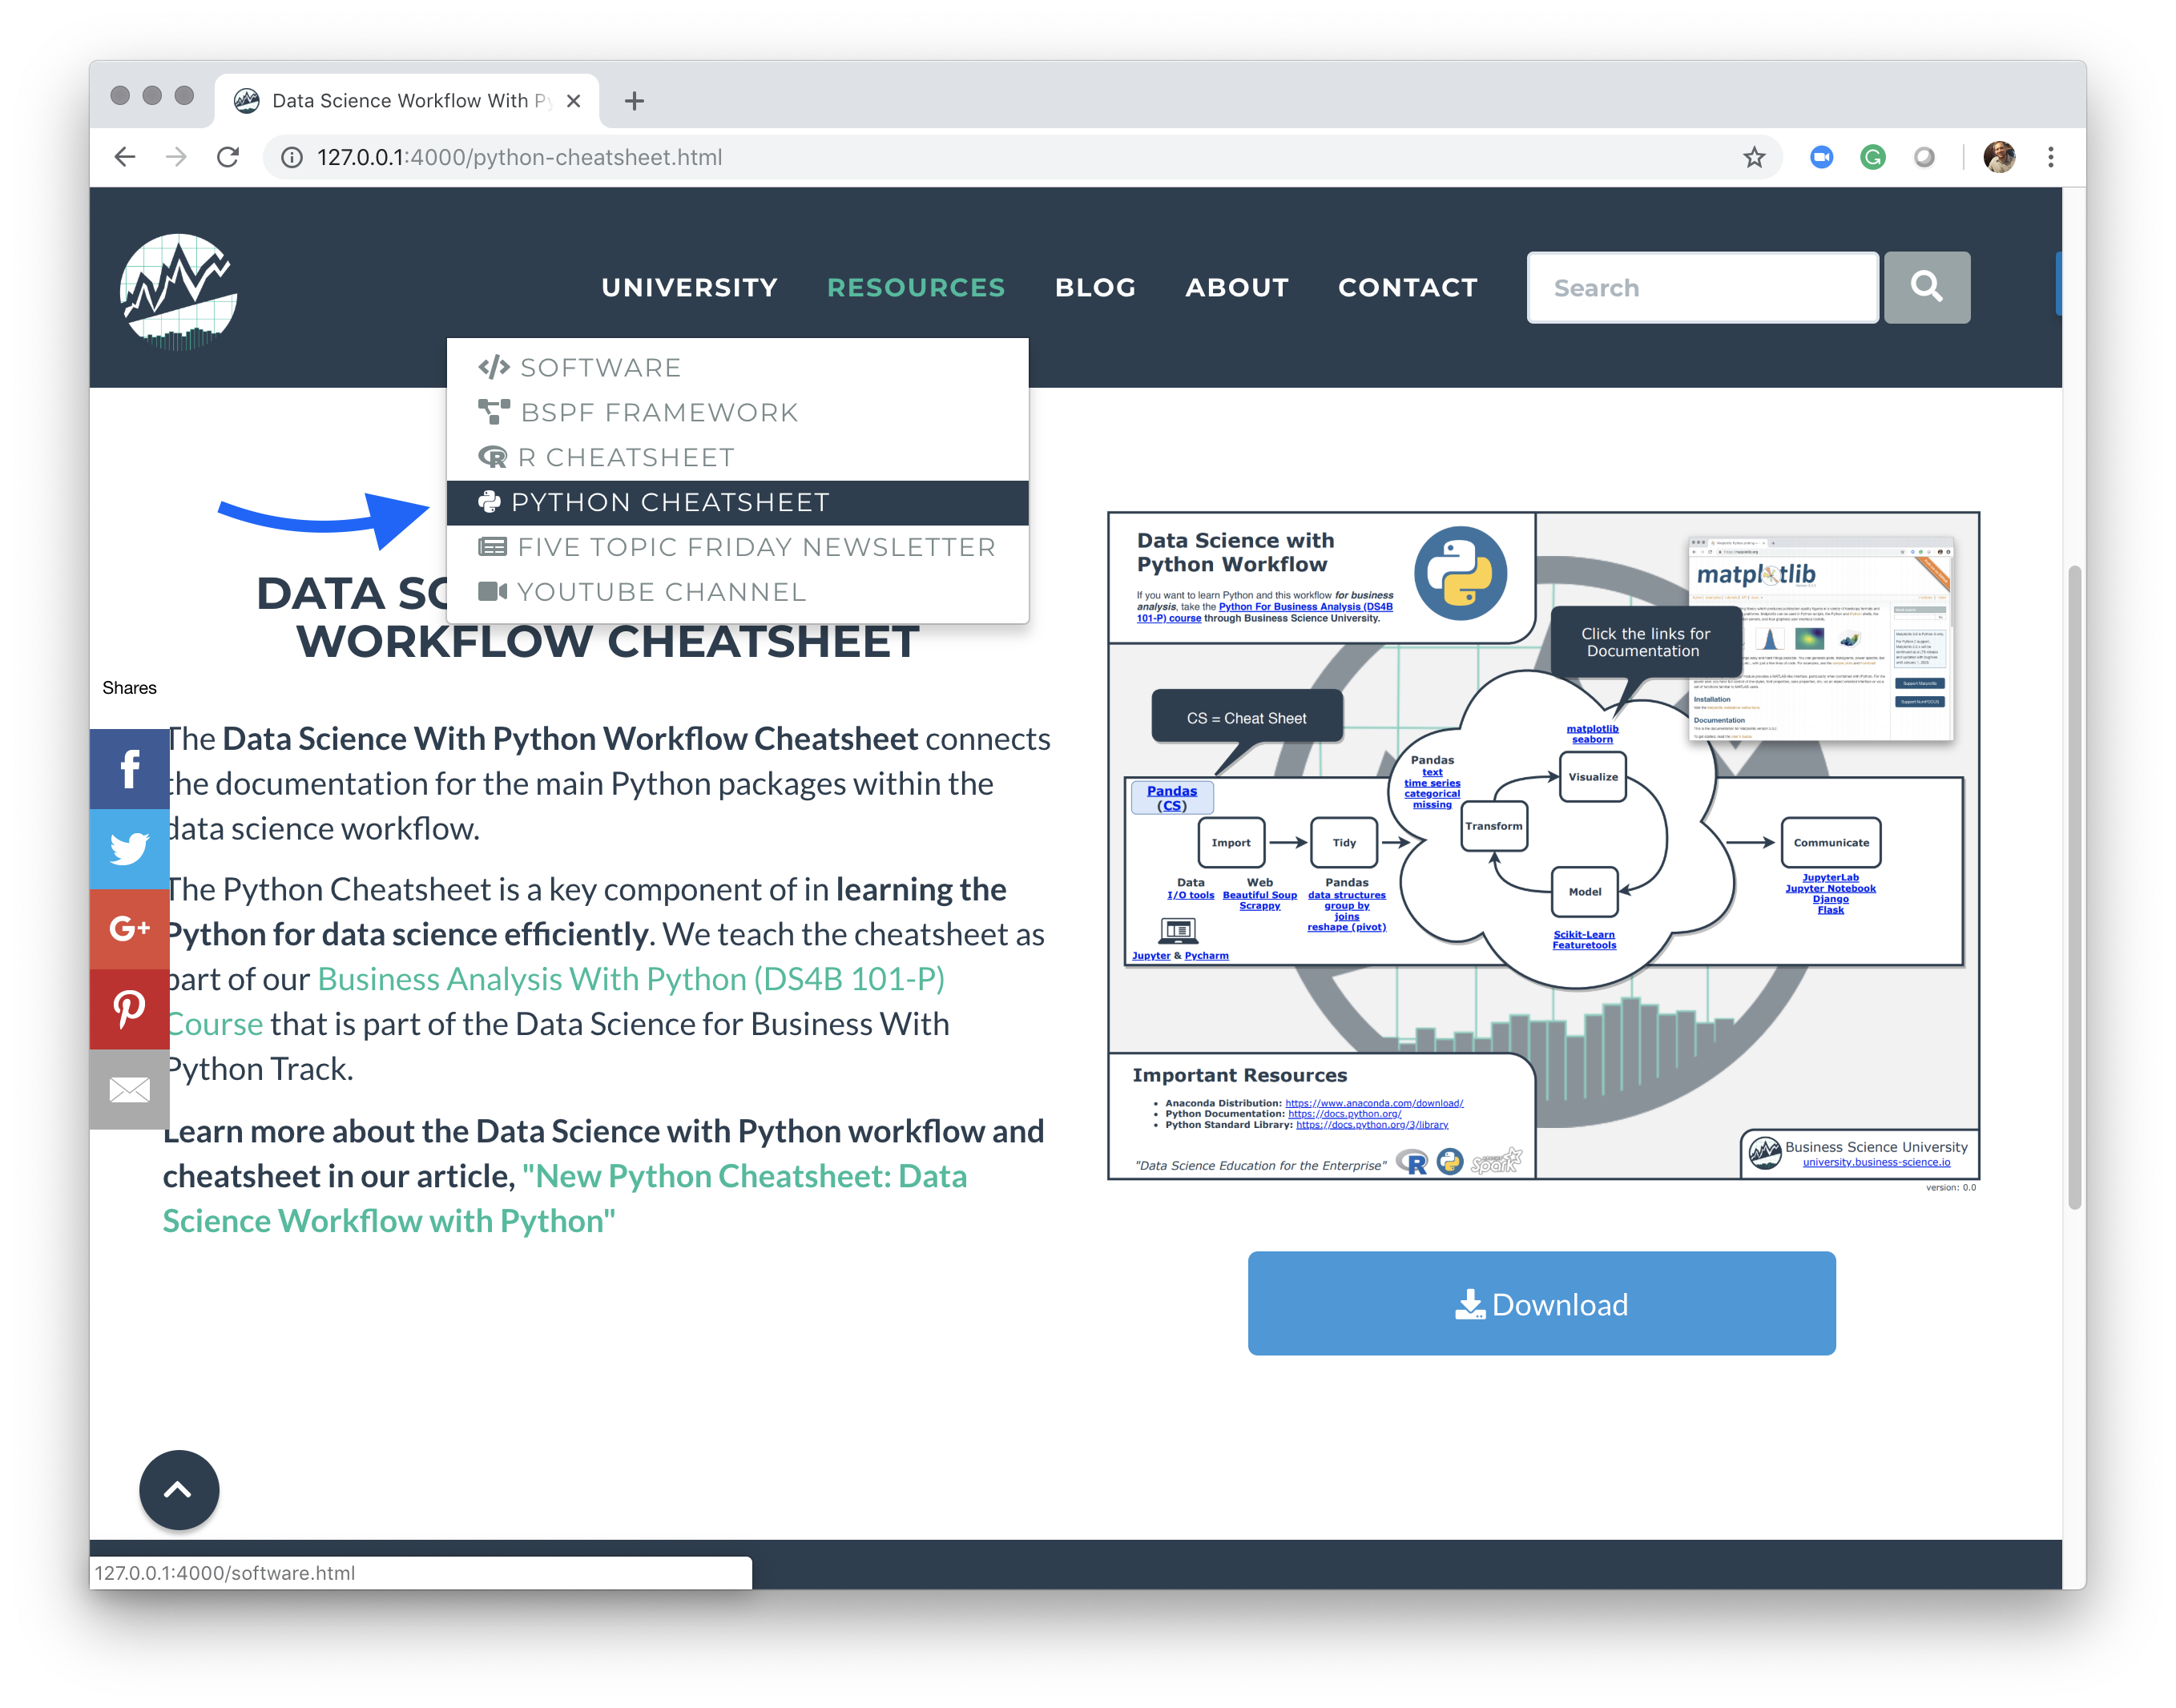 Data Science Workflow With Py
127.0.0.1:4000/python-cheatsheet.html
UNIVERSITY RESOURCES BLOG ABOUT CONTACT Search
SOFTWARE
BSPF FRAMEWORK
R CHEATSHEET
PYTHON CHEATSHEET
FIVE TOPIC FRIDAY NEWSLETTER
YOUTUBE CHANNEL
DATA SC
WORKFLOW CHEATSHEET
Shares
The Data Science With Python Workflow Cheatsheet connects
the documentation for the main Python packages within the
data science workflow.
The Python Cheatsheet is a key component of in learning the
Python for data science efficiently. We teach the cheatsheet as
part of our Business Analysis With Python (DS4B 101-P)
Course that is part of the Data Science for Business With
Python Track.
Learn more about the Data Science with Python workflow and
cheatsheet in our article, "New Python Cheatsheet: Data
Science Workflow with Python"
Data Science with
Python Workflow
If you want to learn Python and this workflow for business
analysis, take the Python For Business Analysis (DS4B
101-P) course through Business Science University.
matplotlib
Installation
Documentation
Support Matplotlib
Support NumFOCUS
Click the links for
Documentation
CS = Cheat Sheet
matplotlib
seaborn
Pandas
text
time series
categorical
missing
Visualize
Transform
Model
Scikit-Learn
Featuretools
Pandas
(CS)
Import
Tidy
Communicate
Data
I/O tools
Web
Beautiful Soup
Scrappy
Pandas
data structures
group by
joins
reshape (pivot)
JupyterLab
Jupyter Notebook
Django
Flask
Jupyter & Pycharm
Important Resources
Anaconda Distribution: https://www.anaconda.com/download/
Python Documentation: https://docs.python.org/
Python Standard Library: https://docs.python.org/3/library
"Data Science Education for the Enterprise" R Spark
Business Science University
university.business-science.io
version: 0.0
Download
127.0.0.1:4000/software.html